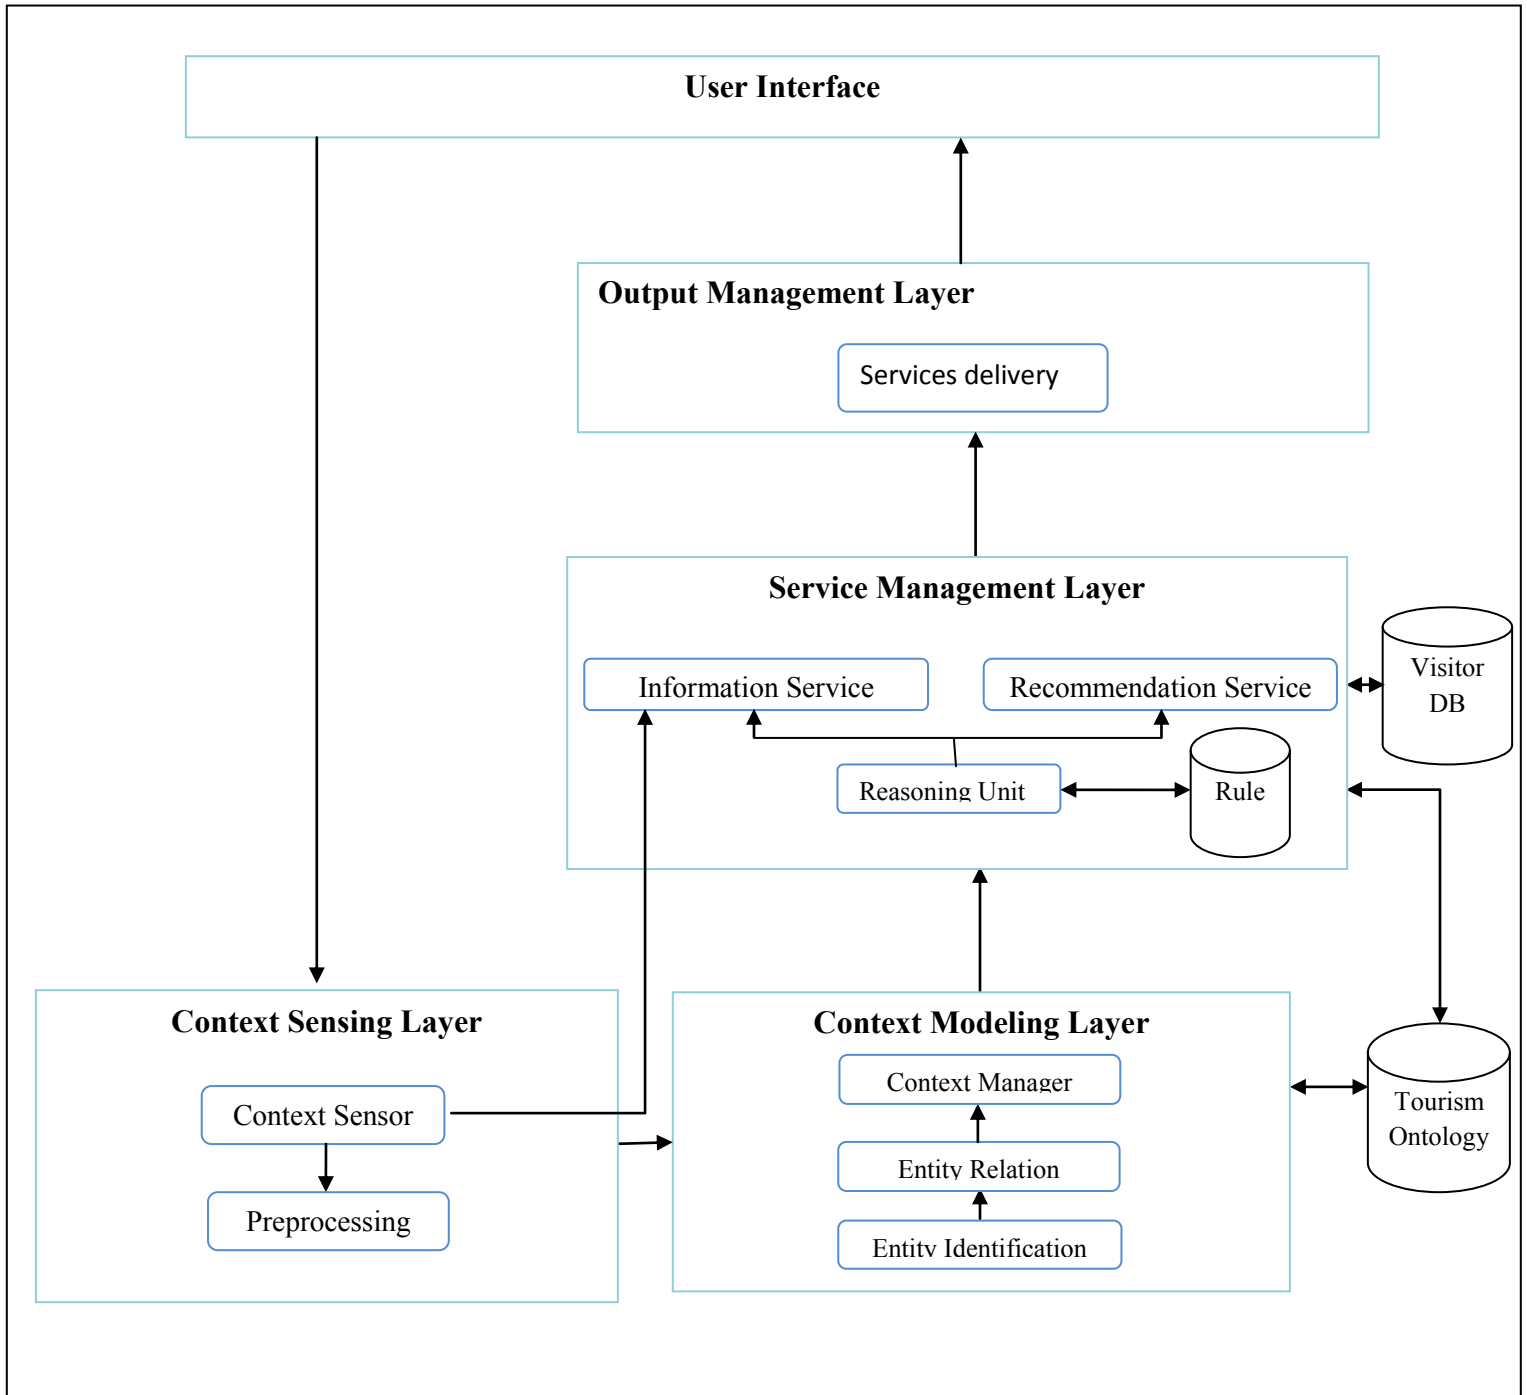 User Interface
Output Management Layer
Services delivery
Service Management Layer
Information Service
Recommendation Service
Visitor
DB
Reasoning Unit
Rule
Context Sensing Layer
Context Sensor
Preprocessing
Context Modeling Layer
Context Manager
Entity Relation
Entity Identification
Tourism
Ontology